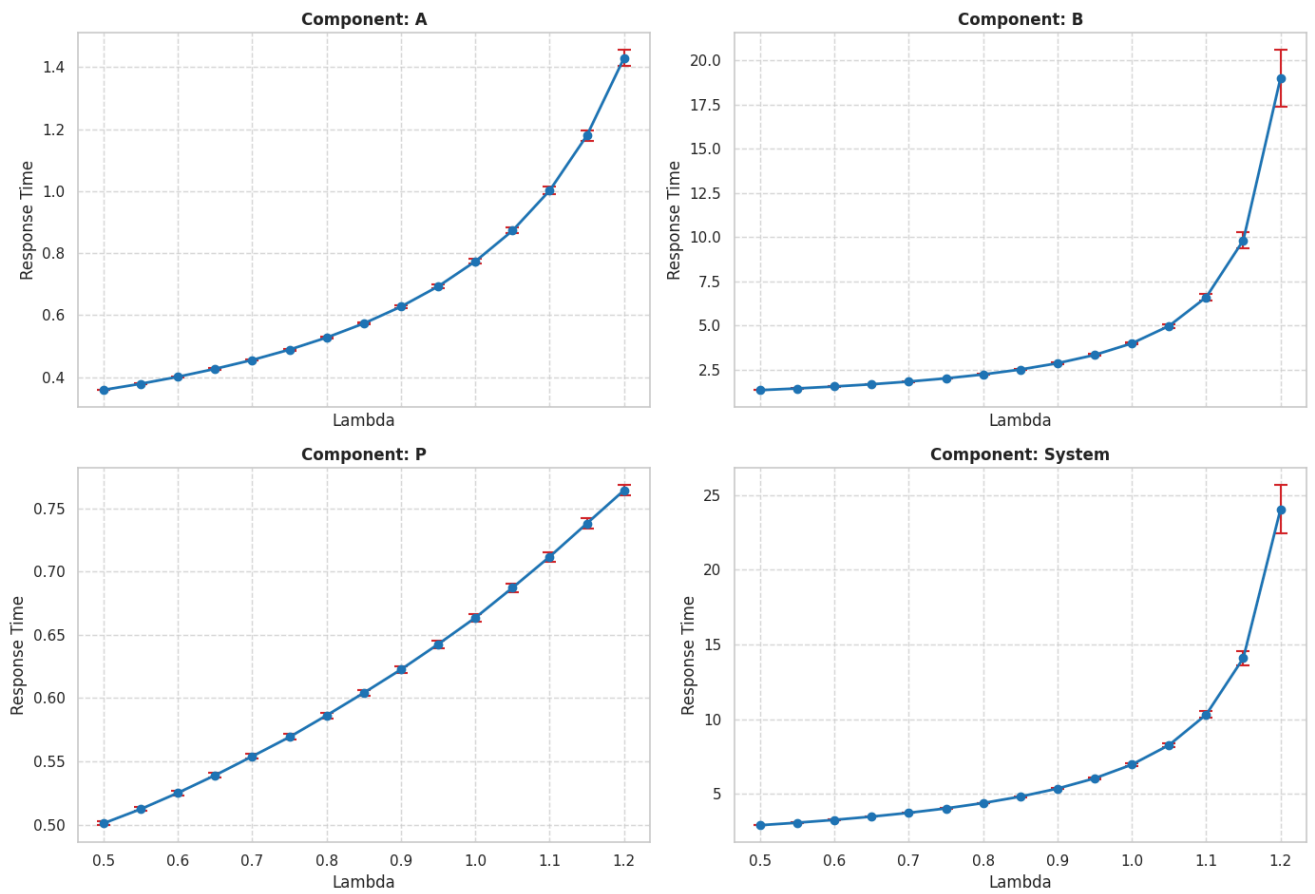 Component: A
Response Time
1.4
1.2
1.0
0.8
0.6
0.4
Lambda
Component: B
Response Time
20.0
17.5
15.0
12.5
10.0
7.5
5.0
2.5
Lambda
Component: P
Response Time
0.75
0.70
0.65
0.60
0.55
0.50
0.5 0.6 0.7 0.8 0.9 1.0 1.1 1.2
Lambda
Component: System
Response Time
25
20
15
10
5
0.5 0.6 0.7 0.8 0.9 1.0 1.1 1.2
Lambda